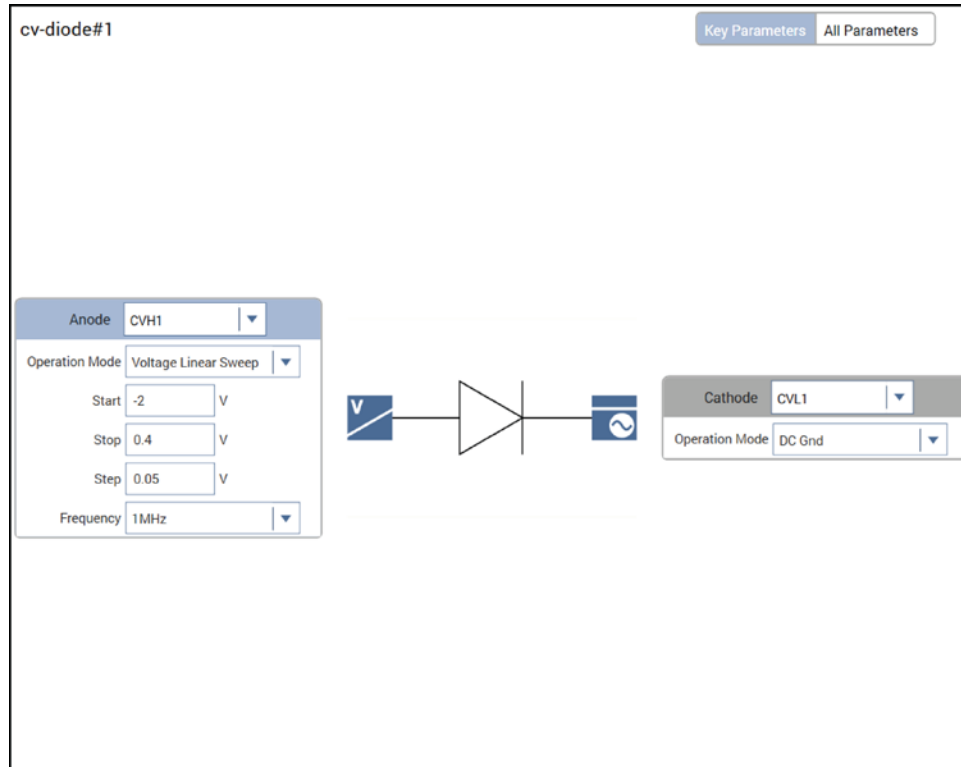 cv-diode#1
Key Parameters All Parameters
Anode CVH1
Operation Mode Voltage Linear Sweep
Start -2 V
Stop 0.4 V
Step 0.05 V
Frequency 1MHz
V
Cathode CVL1
Operation Mode DC Gnd